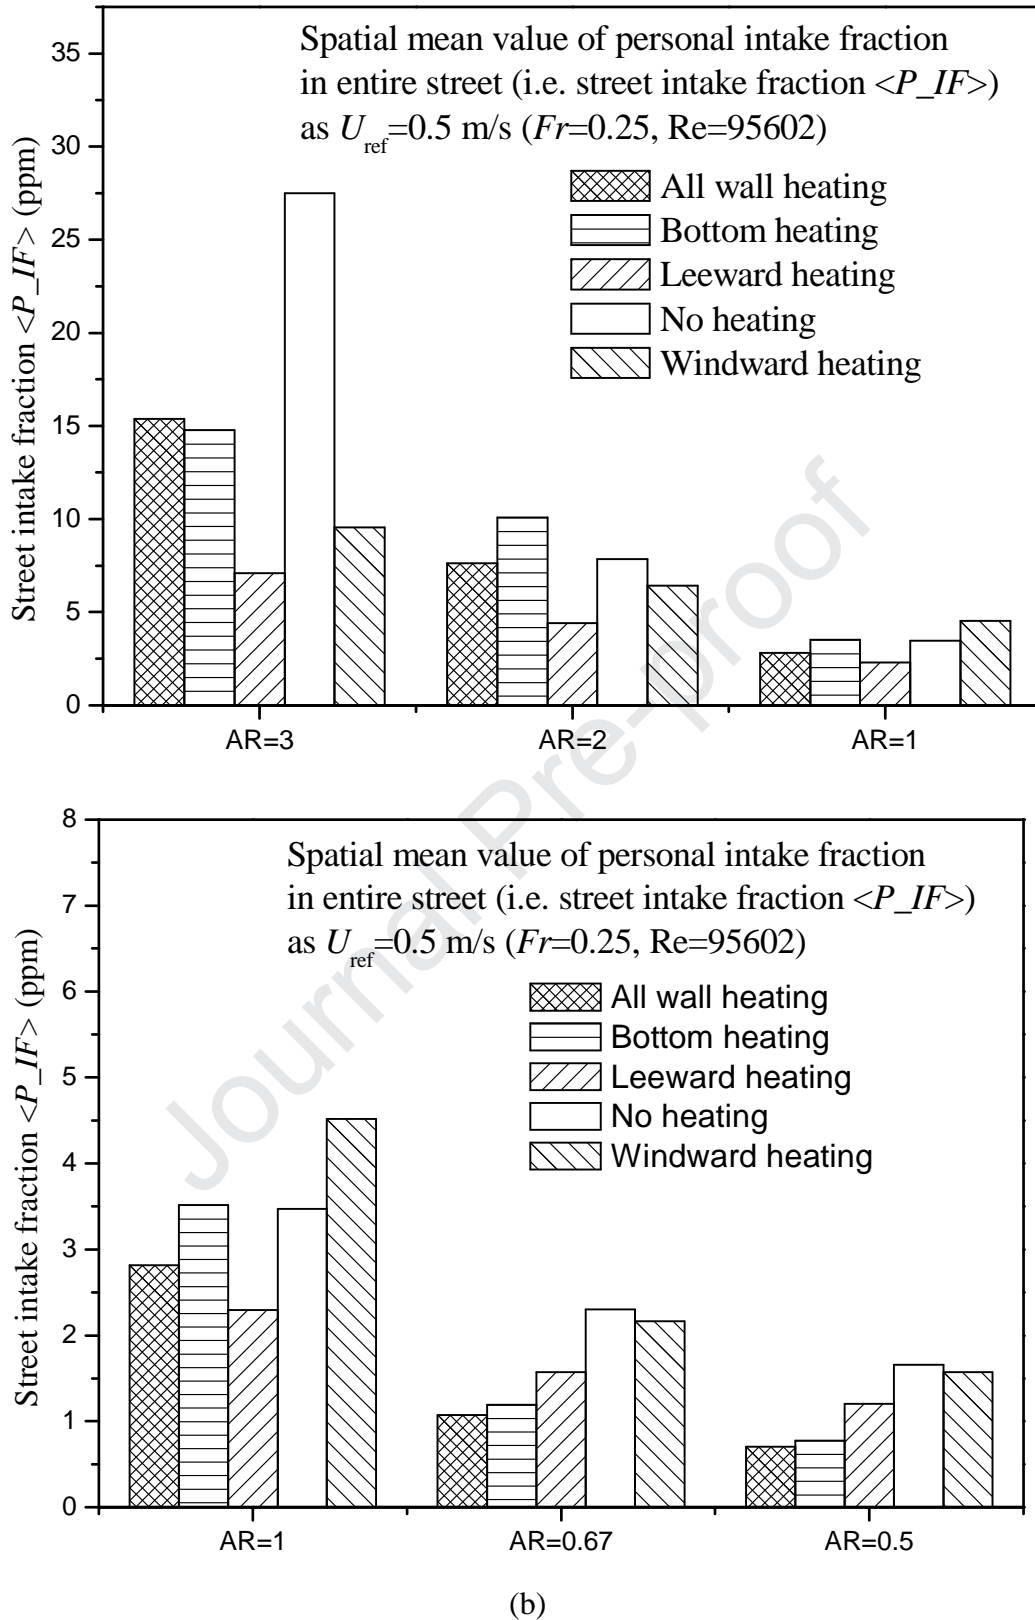 Spatial mean value of personal intake fraction
in entire street (i.e. street intake fraction <P_IF>)
as Uref=0.5 m/s (Fr=0.25, Re=95602)
All wall heating
Bottom heating
Leeward heating
No heating
Windward heating
Street intake fraction <P_IF> (ppm)
35
30
25
20
15
10
5
0
AR=3 AR=2 AR=1
Journal Pre-proof
Spatial mean value of personal intake fraction
in entire street (i.e. street intake fraction <P_IF>)
as Uref=0.5 m/s (Fr=0.25, Re=95602)
All wall heating
Bottom heating
Leeward heating
No heating
Windward heating
Street intake fraction <P_IF> (ppm)
8
7
6
5
4
3
2
1
0
AR=1 AR=0.67 AR=0.5
(b)